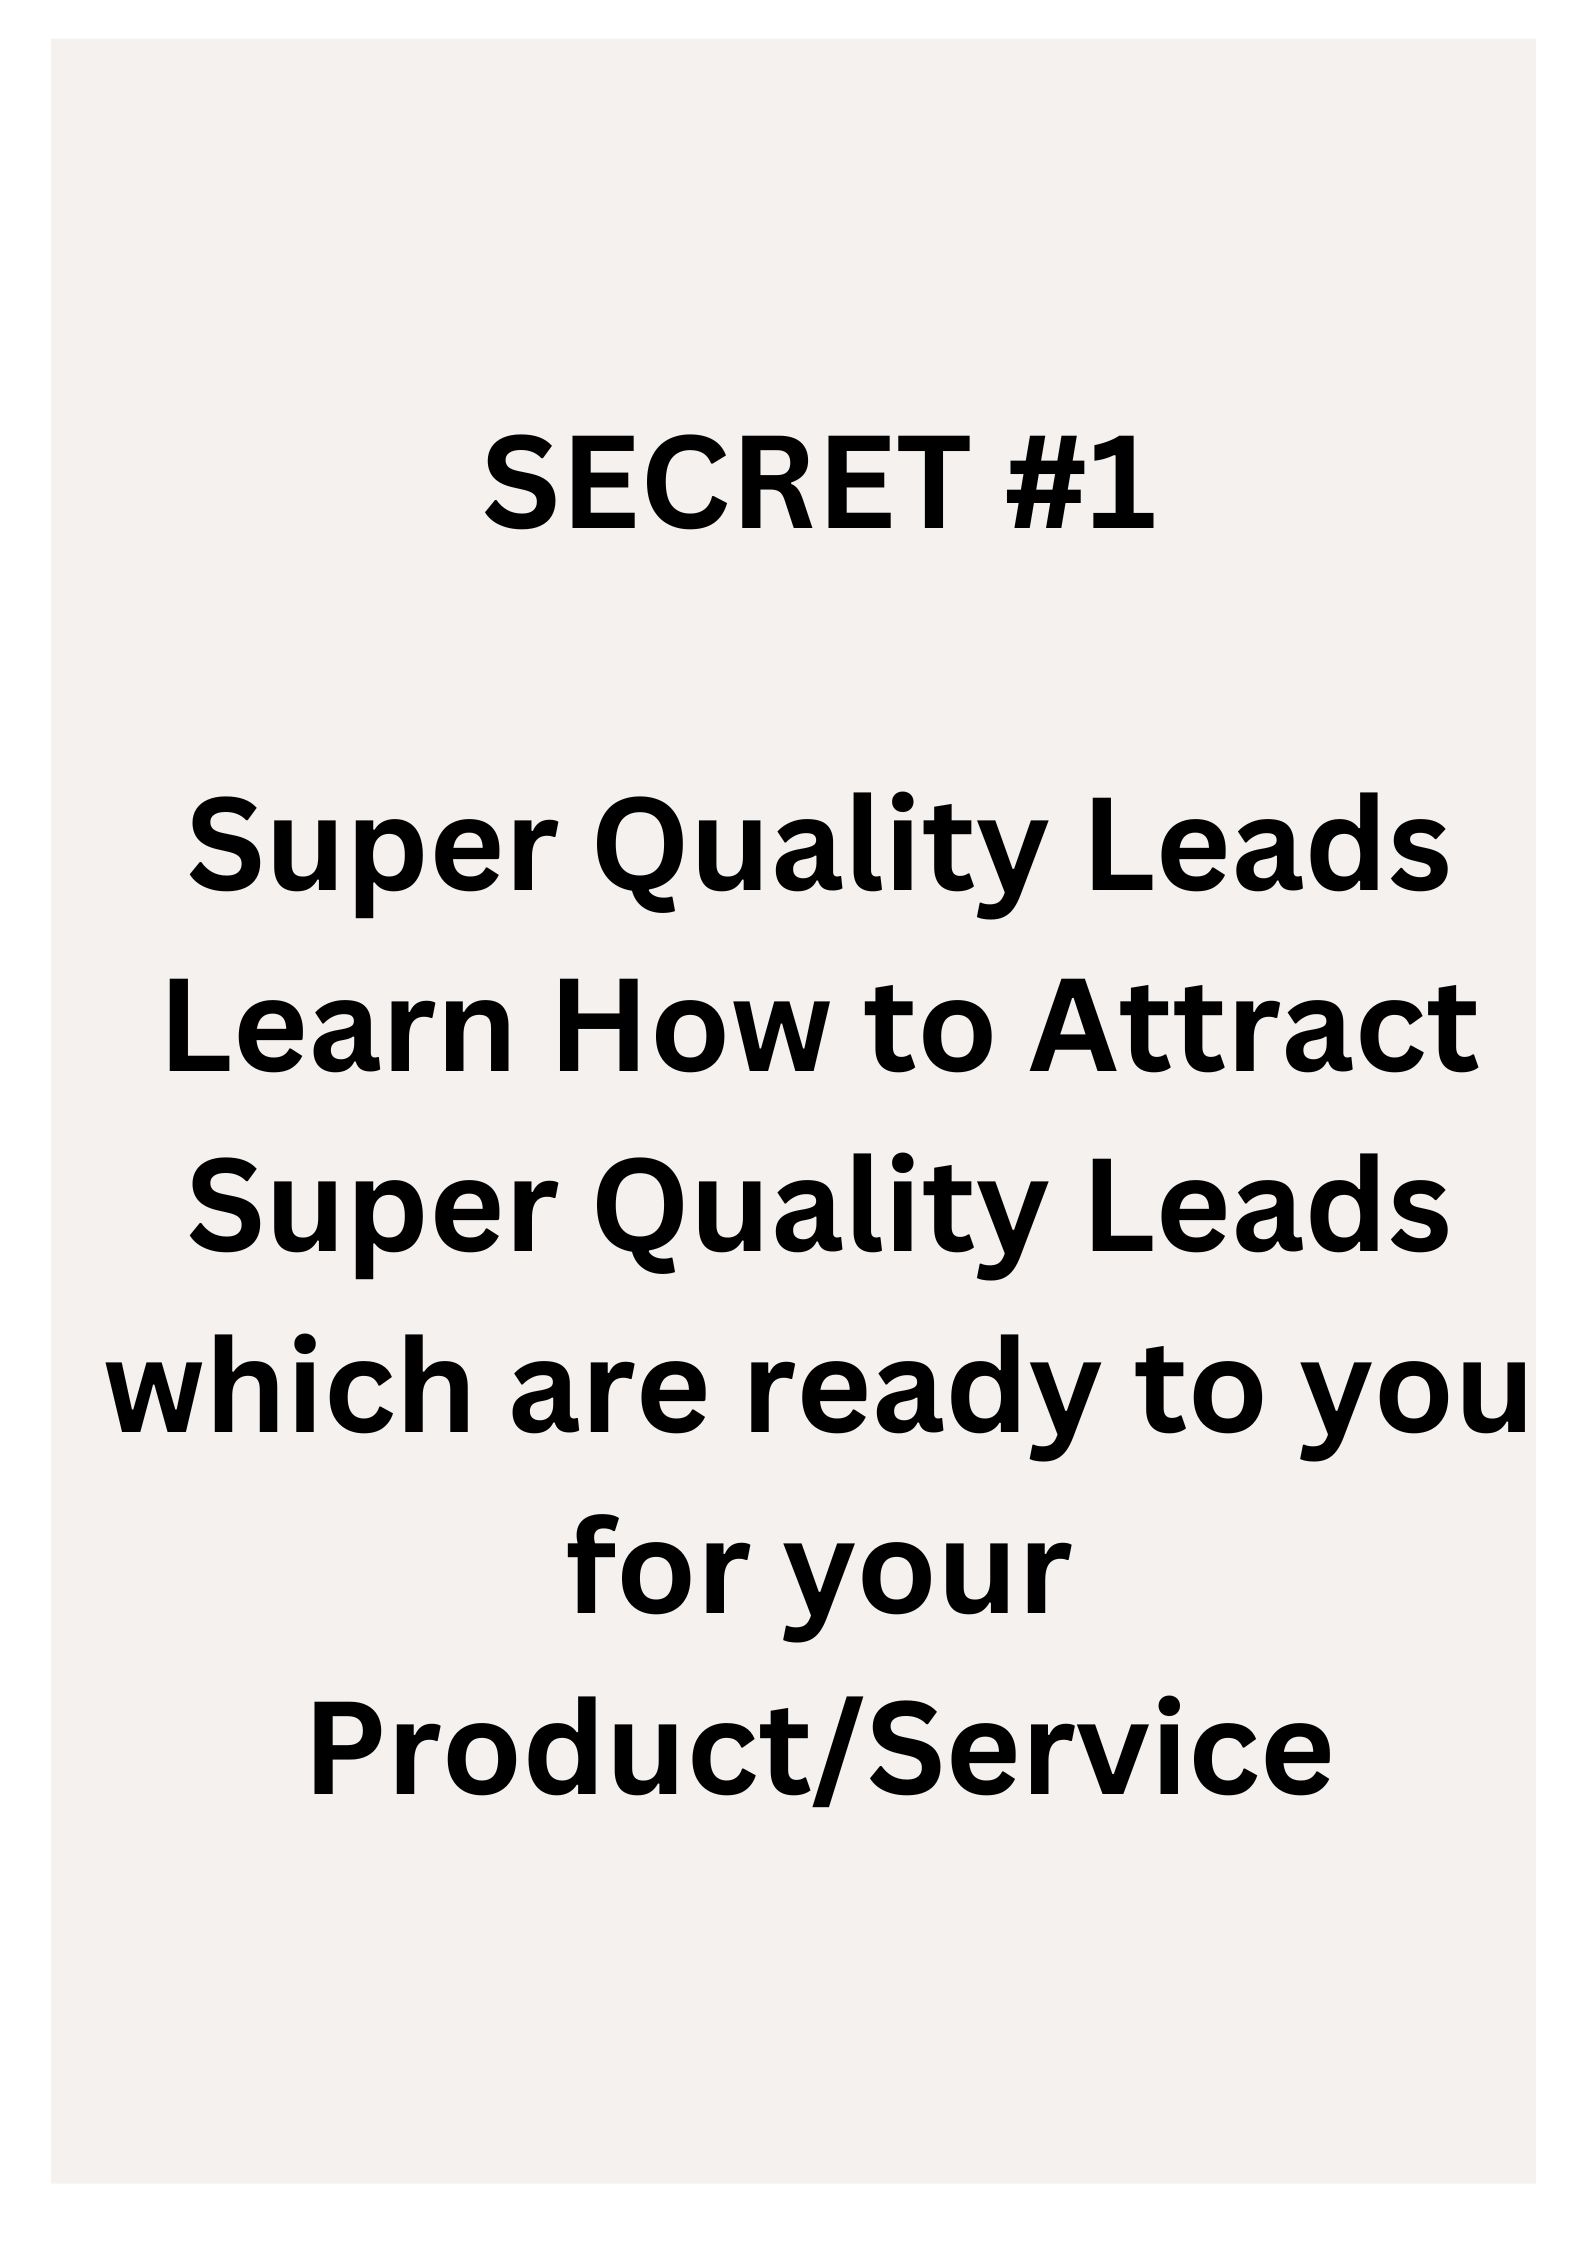 SECRET #1
Super Quality Leads
Learn How to Attract
Super Quality Leads
which are ready to you
for your
Product/Service